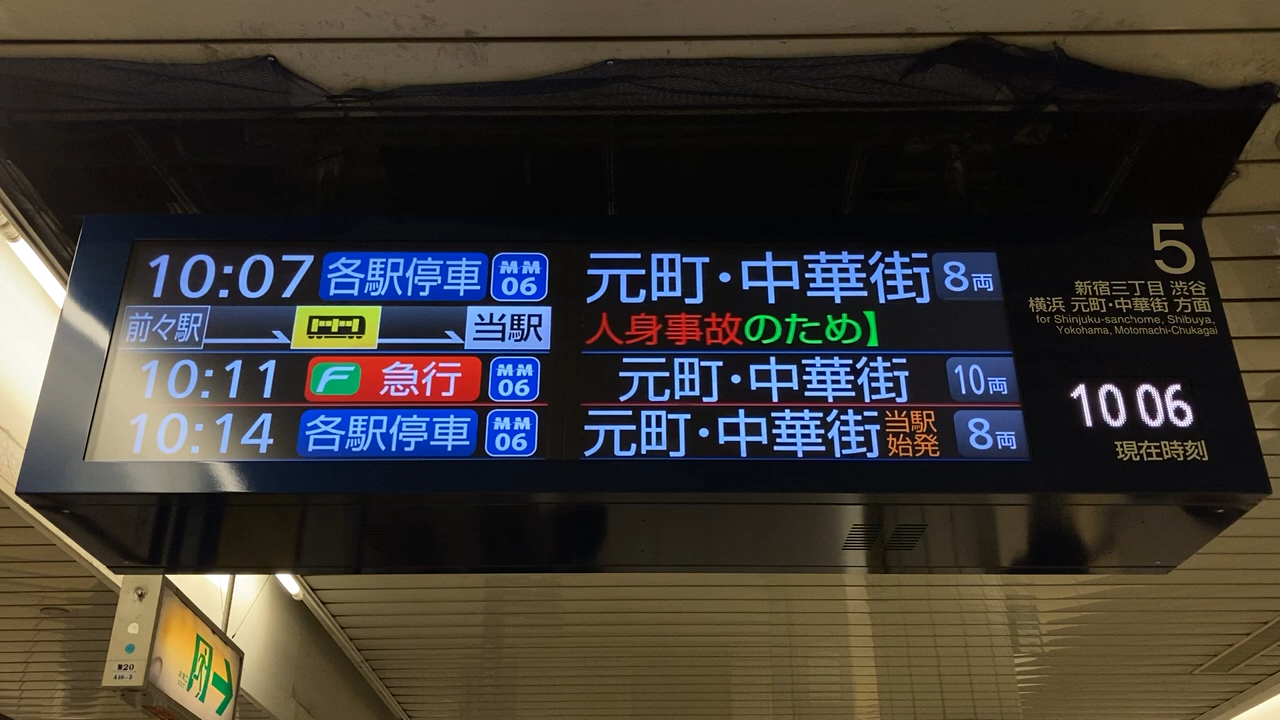 10:07 各駅停車 MM 06 元町・中華街 8両
前々駅 当駅 人身事故のため】
10:11 F 急行 MM 06 元町・中華街 10両
10:14 各駅停車 MM 06 元町・中華街 当駅始発 8両
5
新宿三丁目 渋谷
横浜 元町・中華街 方面
for Shinjuku-sanchome, Shibuya,
Yokohama, Motomachi-Chukagai
10 06
現在時刻